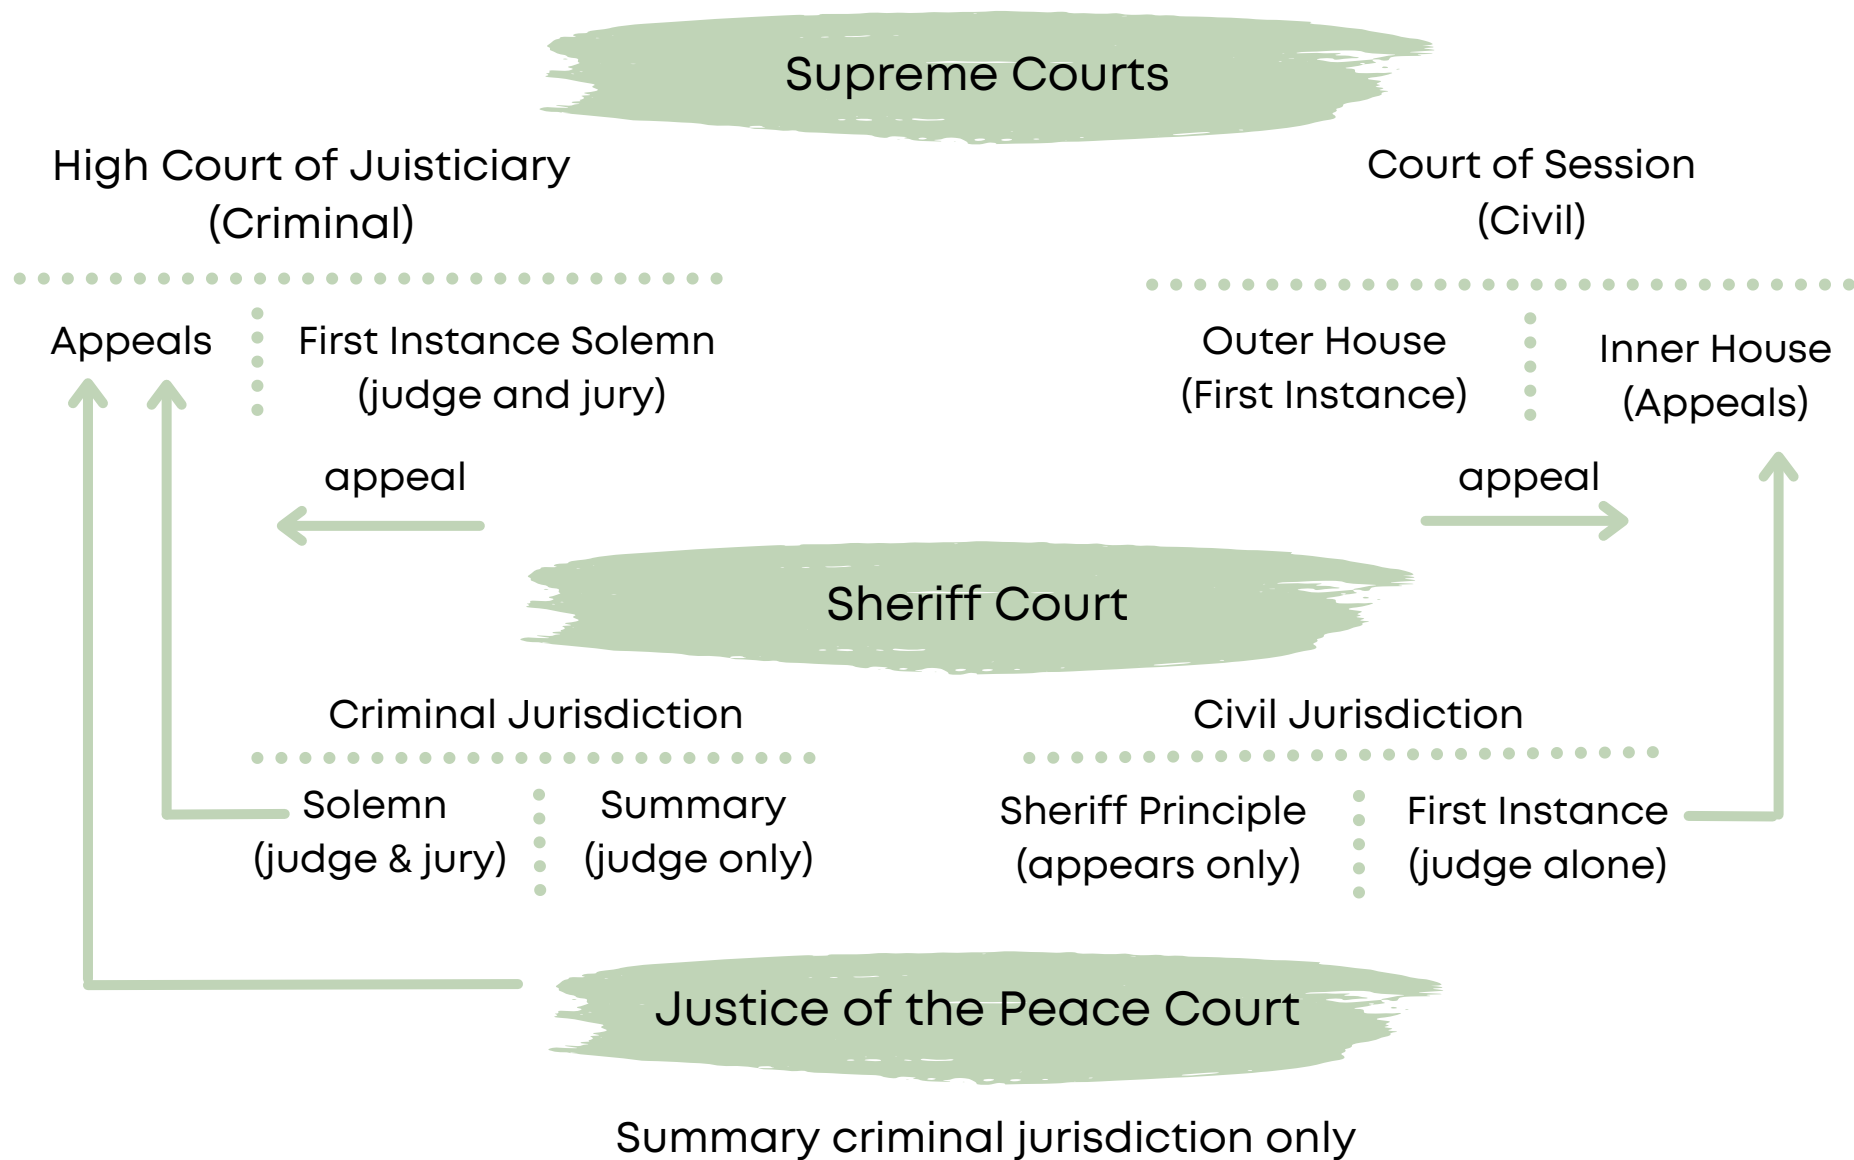 Supreme Courts
High Court of Juisticiary
(Criminal)
Court of Session
(Civil)
Appeals
First Instance Solemn
(judge and jury)
Outer House
(First Instance)
Inner House
(Appeals)
appeal
appeal
Sheriff Court
Criminal Jurisdiction
Civil Jurisdiction
Solemn
(judge & jury)
Summary
(judge only)
Sheriff Principle
(appears only)
First Instance
(judge alone)
Justice of the Peace Court
Summary criminal jurisdiction only